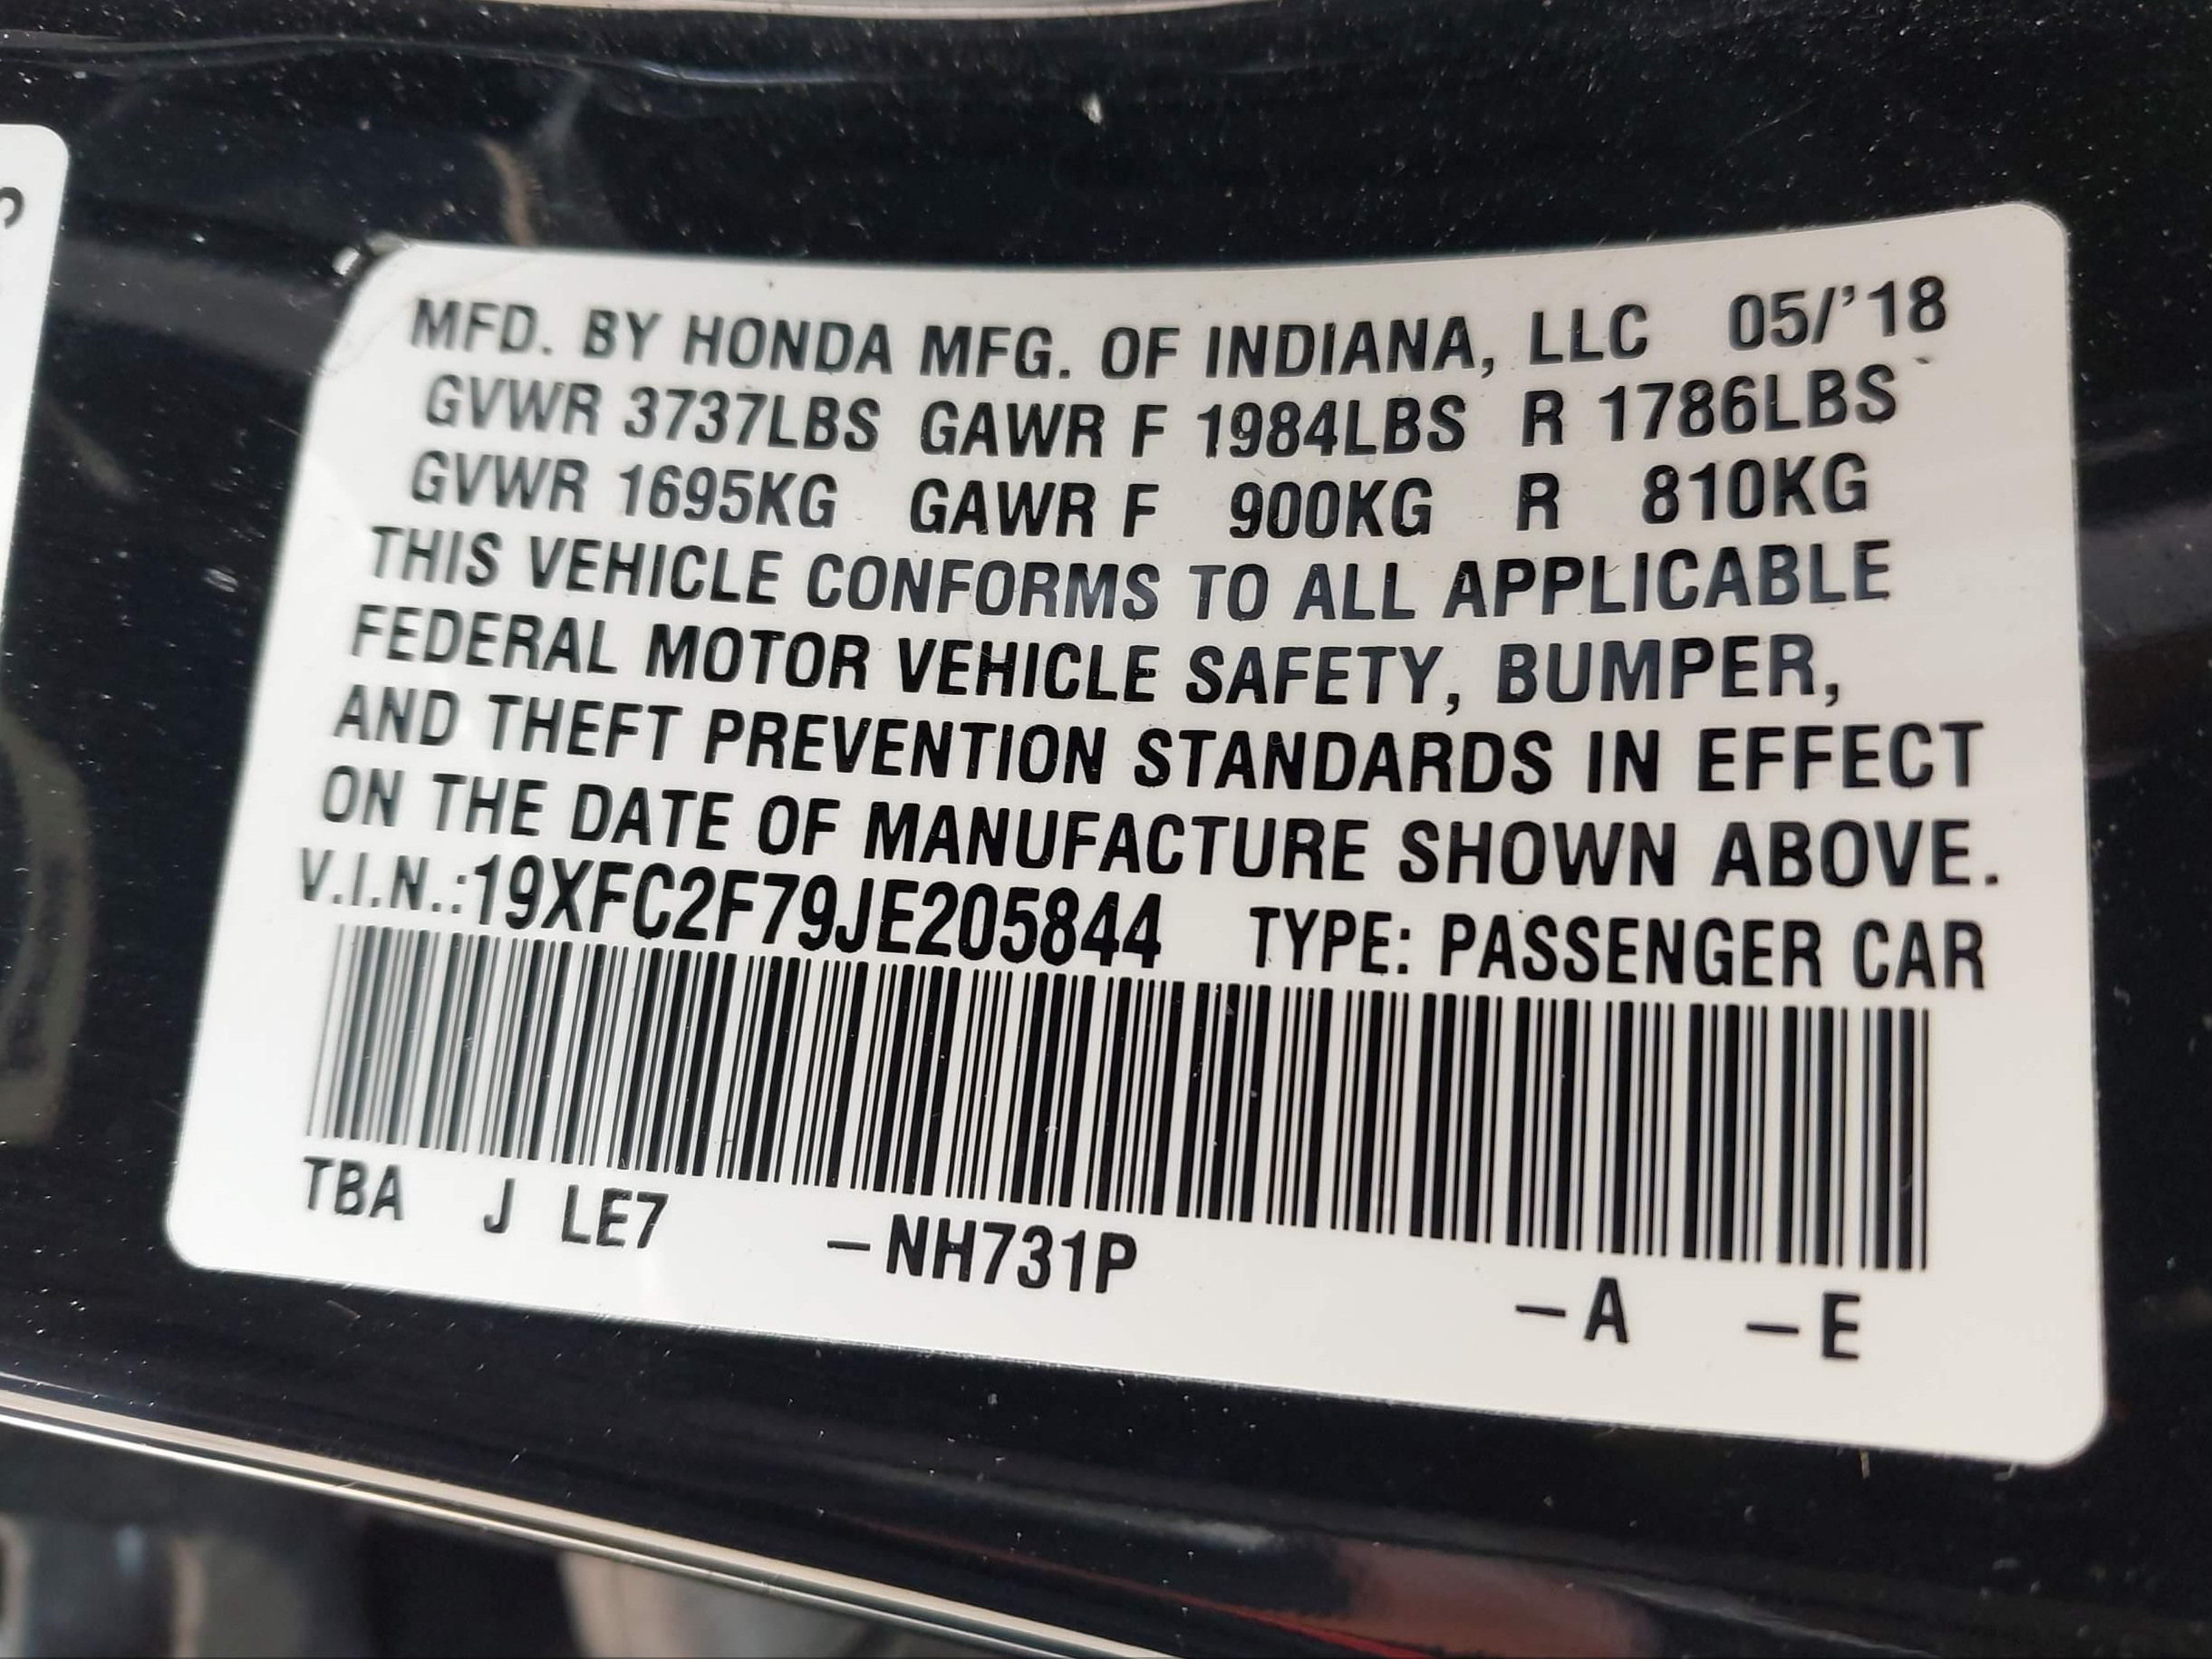 MFD. BY HONDA MFG. OF INDIANA, LLC 05/'18
GVWR 3737LBS GAWR F 1984LBS R 1786LBS
GVWR 1695KG GAWR F 900KG R 810KG
THIS VEHICLE CONFORMS TO ALL APPLICABLE
FEDERAL MOTOR VEHICLE SAFETY, BUMPER,
AND THEFT PREVENTION STANDARDS IN EFFECT
ON THE DATE OF MANUFACTURE SHOWN ABOVE.
V.I.N.:19XFC2F79JE205844 TYPE: PASSENGER CAR
TBA J LE7 –NH731P –A –E